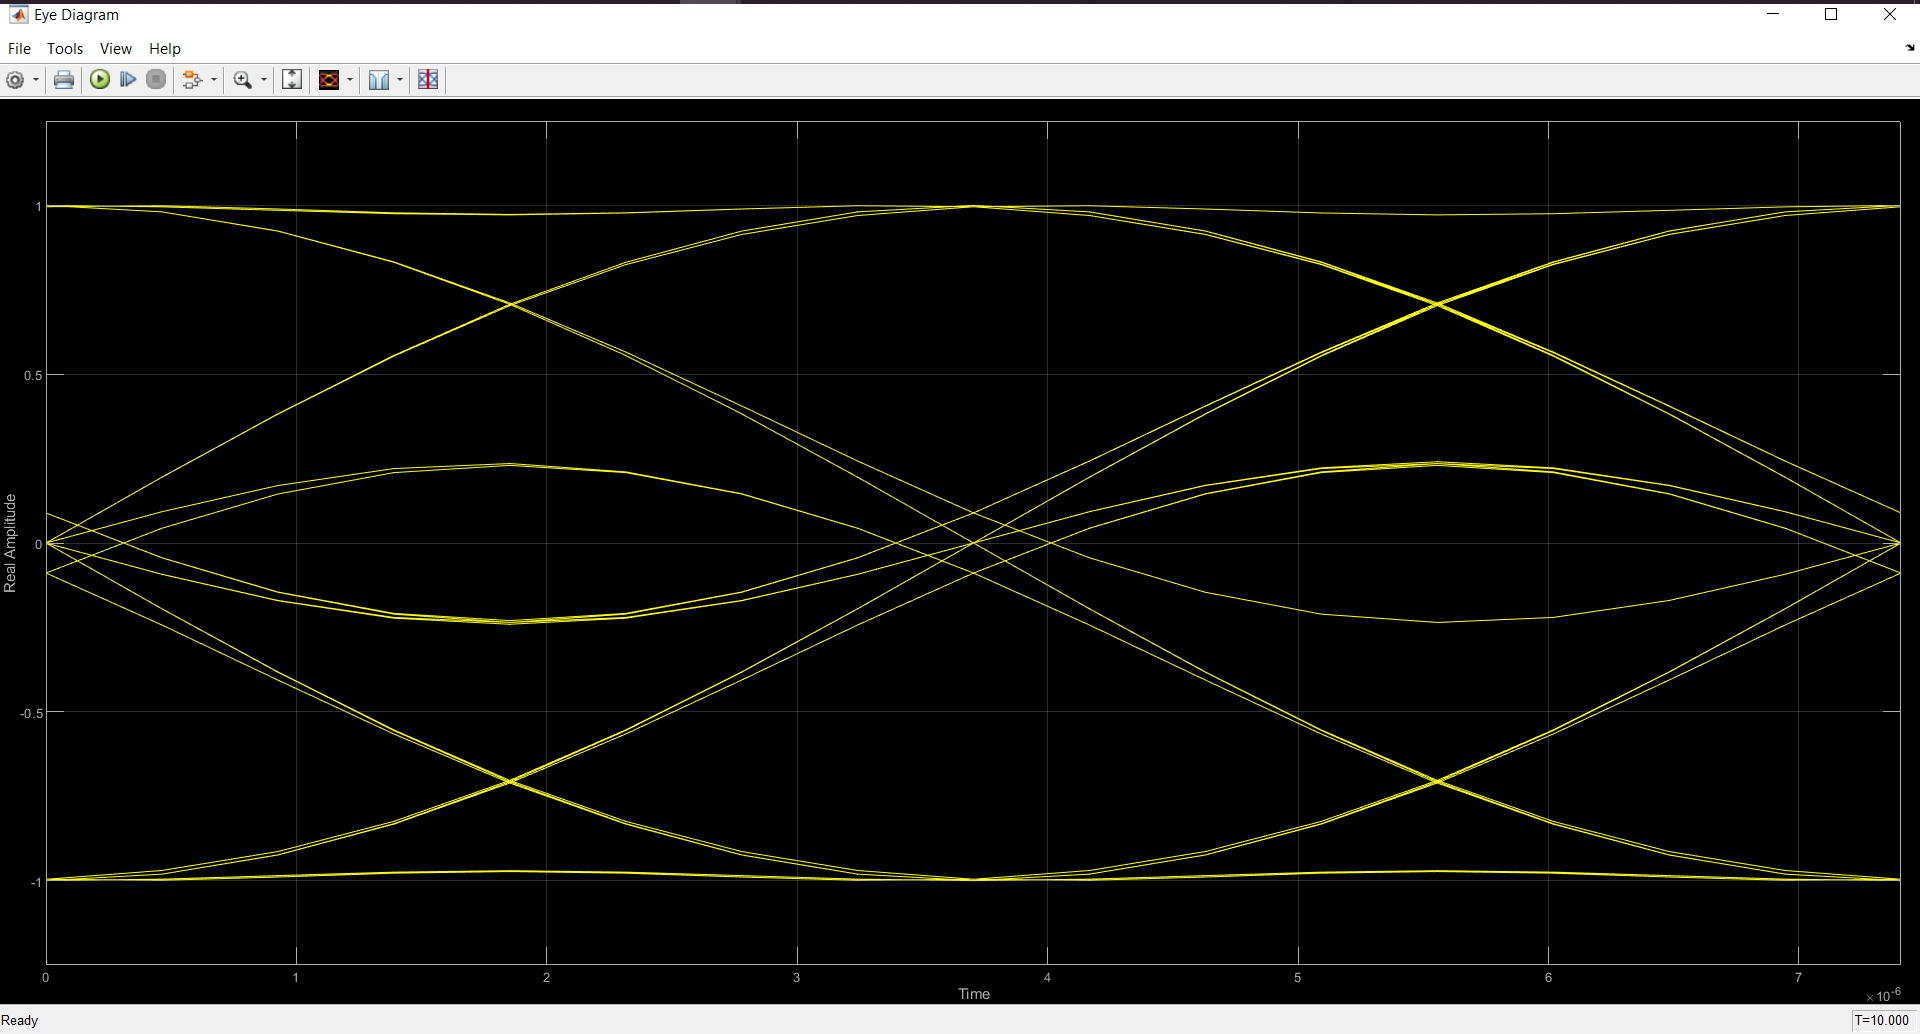 Eye Diagram
File Tools View Help
1
0.5
0
-0.5
-1
Real Amplitude
0 1 2 3 4 5 6 7
Time
×10-6
Ready
T=10.000